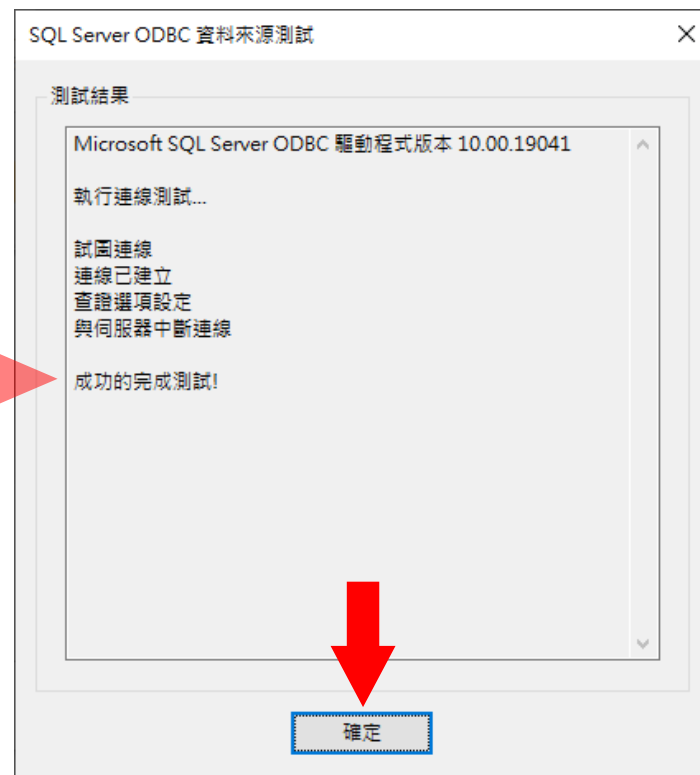 SQL Server ODBC 資料來源測試
測試結果
Microsoft SQL Server ODBC 驅動程式版本 10.00.19041
執行連線測試...
試圖連線
連線已建立
查證選項設定
與伺服器中斷連線
成功的完成測試!
確定